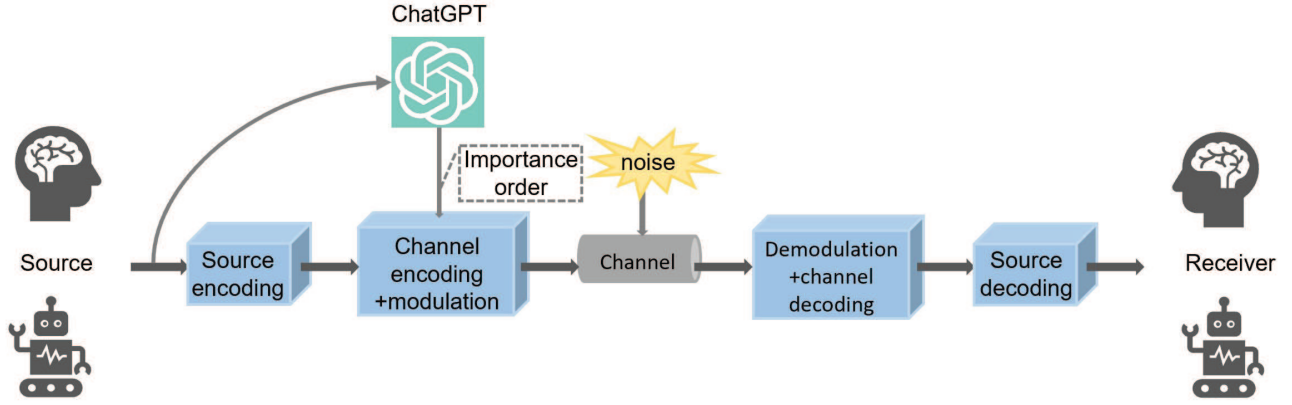 ChatGPT
Importance
order
noise
Source
Source
encoding
Channel
encoding
+modulation
Channel
Demodulation
+channel
decoding
Source
decoding
Receiver